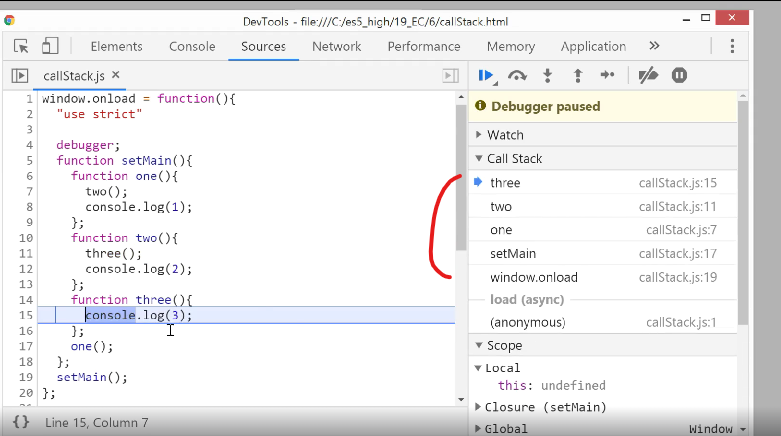 DevTools - file:///C:/es5_high/19_EC/6/callStack.html
Elements Console Sources Network Performance Memory Application »
callStack.js ×
1 window.onload = function(){
2 "use strict"
3
4 debugger;
5 function setMain(){
6 function one(){
7 two();
8 console.log(1);
9 };
10 function two(){
11 three();
12 console.log(2);
13 };
14 function three(){
15 console.log(3);
16 };
17 one();
18 };
19 setMain();
20 };
{} Line 15, Column 7
Debugger paused
Watch
Call Stack
three callStack.js:15
two callStack.js:11
one callStack.js:7
setMain callStack.js:17
window.onload callStack.js:19
load (async)
(anonymous) callStack.js:1
Scope
Local
this: undefined
Closure (setMain)
Global Window